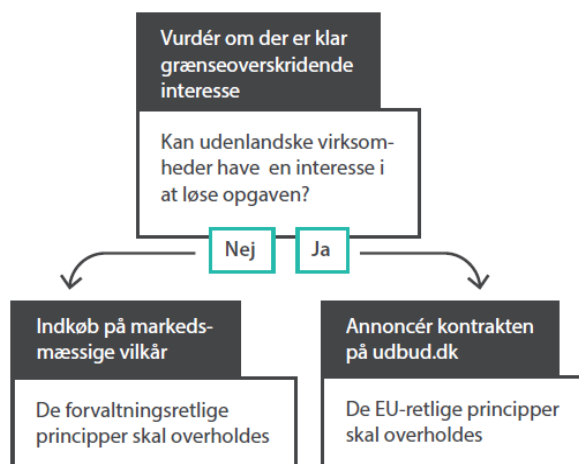 Vurdér om der er klar
grænseoverskridende
interesse
Kan udenlandske virksom-
heder have en interesse i
at løse opgaven?
Nej
Ja
Indkøb på markeds-
mæssige vilkår
De forvaltningsretlige
principper skal overholdes
Annoncér kontrakten
på udbud.dk
De EU-retlige principper
skal overholdes